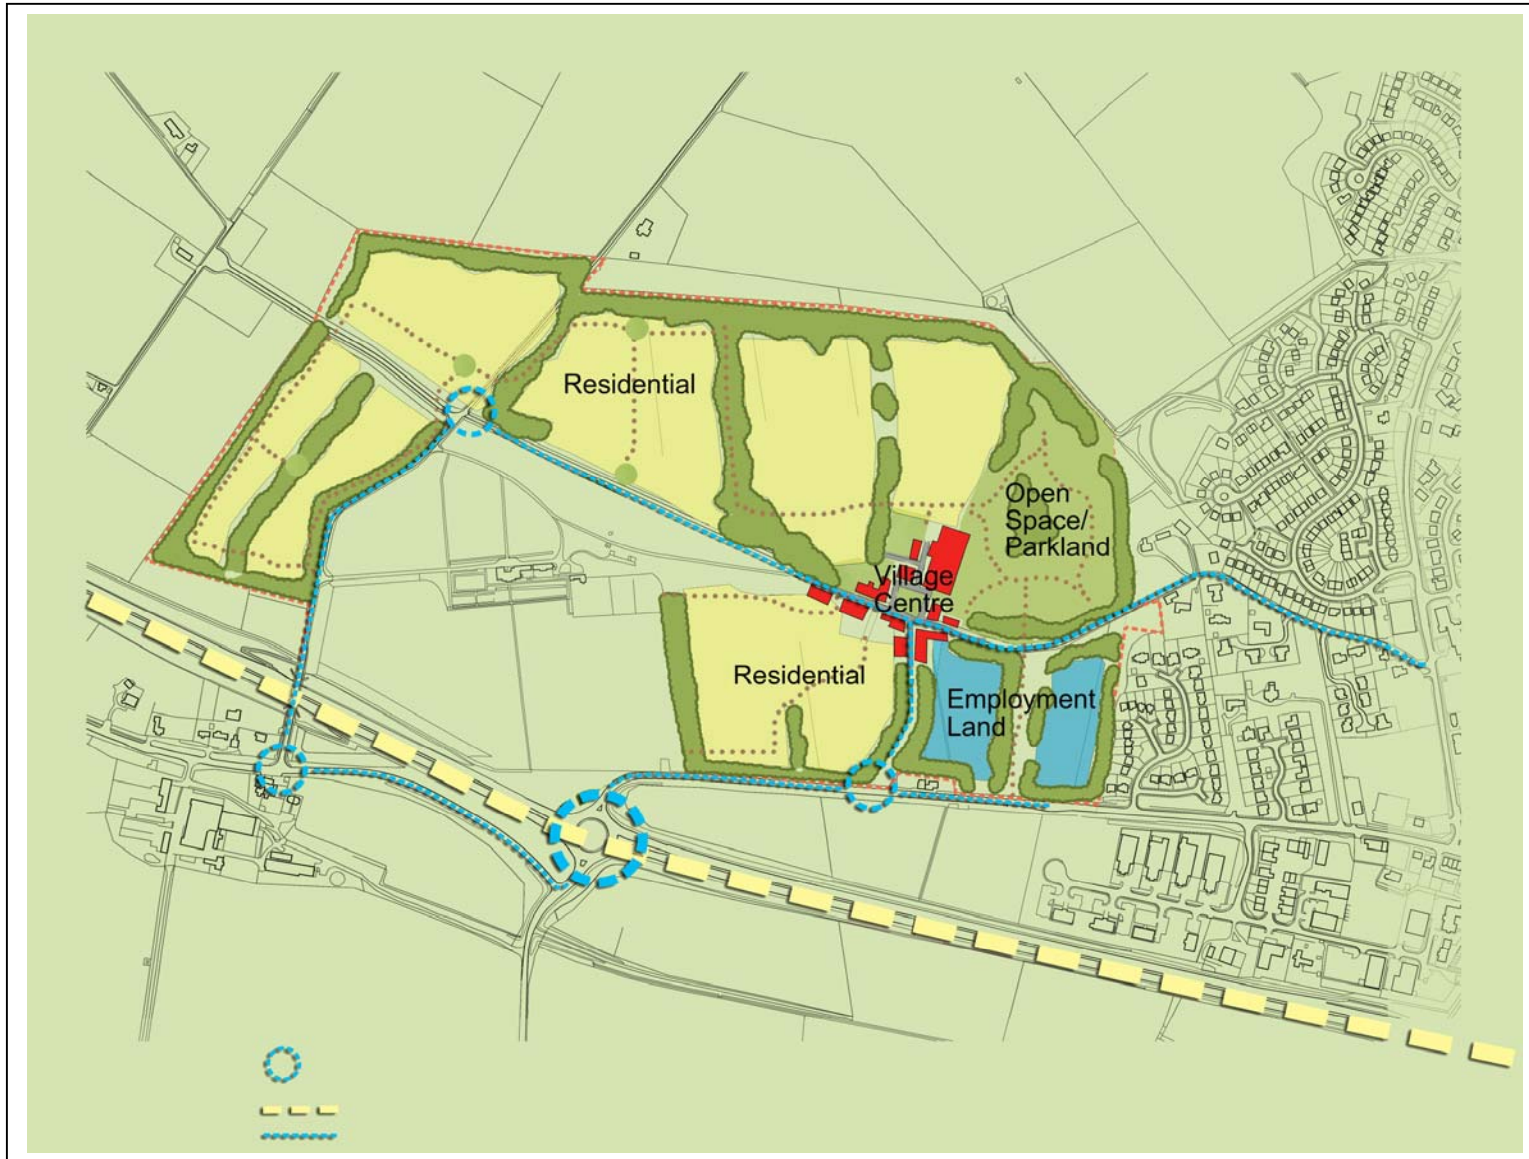 Residential
Open
Space/
Parkland
Village
Centre
Residential
Employment
Land